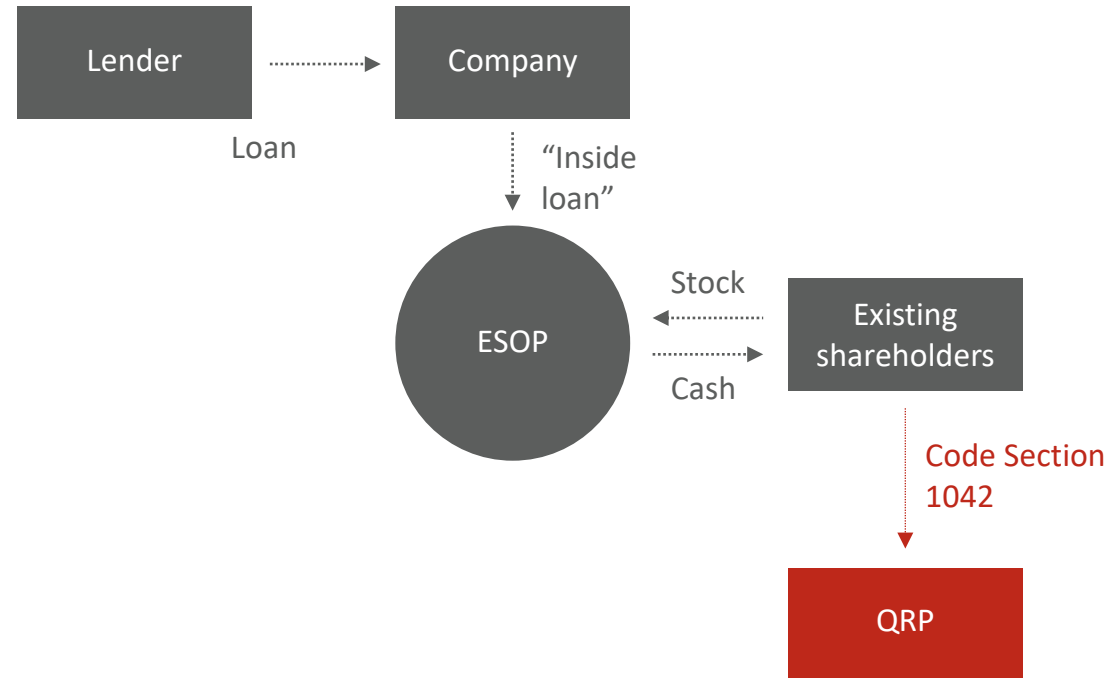 Lender
Company
Loan
“Inside
loan”
Stock
ESOP
Existing
shareholders
Cash
Code Section
1042
QRP